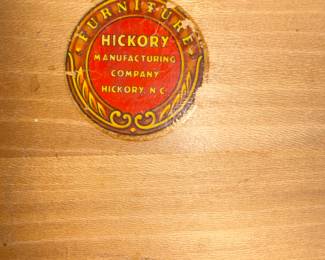 FURNITURE
HICKORY
MANUFACTURING
COMPANY
HICKORY, N.C.